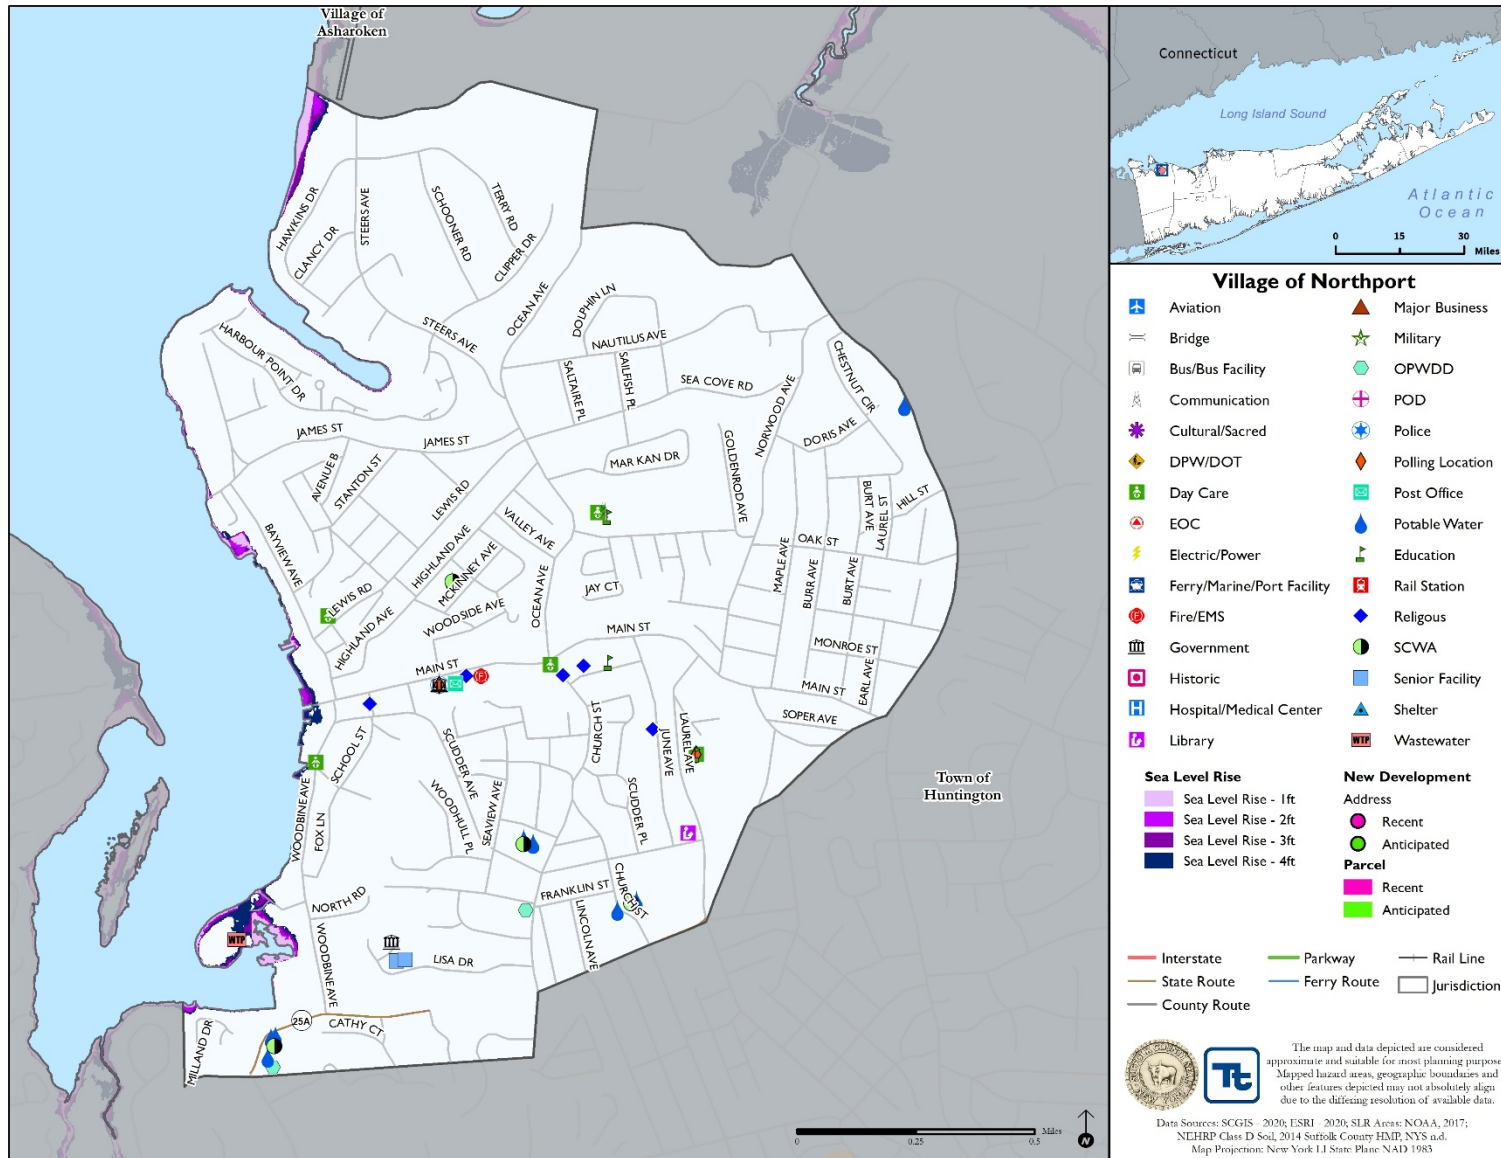 Village of
Asharoken
HAWKINS DR
CLANCY DR
STEERS AVE
SCHOONER RD
TERRY RD
CLIPPER DR
OCEAN AVE
DOLPHIN LN
STEERS AVE
NAUTILUS AVE
HARBOUR POINT DR
SALTAIRE PL
SAILFISH PL
SEA COVE RD
CHESTNUT CIR
NORWOOD AVE
DORIS AVE
JAMES ST
JAMES ST
AVENUE B
STANTON ST
MAR KAN DR
GOLDENROD AVE
LEWIS RD
VALLEY AVE
BURT AVE
LAUREL ST
HILL ST
BAYVIEW AVE
HIGHLAND AVE
MCKINNEY AVE
OAK ST
MAPLE AVE
BURR AVE
BURT AVE
LEWIS RD
OCEAN AVE
JAY CT
WOODSIDE AVE
HIGHLAND AVE
MAIN ST
MONROE ST
MAIN ST
MAIN ST
EARL AVE
SOPER AVE
SCHOOL ST
CHURCH ST
JUNE AVE
LAUREL AVE
SCUDDER AVE
WOODHULL PL
SEAVIEW AVE
SCUDDER PL
WOODBINE AVE
FOX LN
Town of
Huntington
NORTH RD
FRANKLIN ST
CHURCH ST
LINCOLN AVE
WTP
WOODBINE AVE
LISA DR
25A
CATHY CT
MILLAND DR
Miles
0
0.25
0.5
N
Connecticut
Long Island Sound
Atlantic
Ocean
0
15
30
Miles
Village of Northport
Aviation
Bridge
Bus/Bus Facility
Communication
Cultural/Sacred
DPW/DOT
Day Care
EOC
Electric/Power
Ferry/Marine/Port Facility
Fire/EMS
Government
Historic
Hospital/Medical Center
Library
Major Business
Military
OPWDD
POD
Police
Polling Location
Post Office
Potable Water
Education
Rail Station
Religous
SCWA
Senior Facility
Shelter
WTP Wastewater
Sea Level Rise
Sea Level Rise - 1ft
Sea Level Rise - 2ft
Sea Level Rise - 3ft
Sea Level Rise - 4ft
New Development
Address
Recent
Anticipated
Parcel
Recent
Anticipated
Interstate
State Route
County Route
Parkway
Ferry Route
Rail Line
Jurisdiction
Tt
The map and data depicted are considered
approximate and suitable for most planning purpose
Mapped hazard areas, geographic boundaries and
other features depicted may not absolutely align
due to the differing resolution of available data.
Data Sources: SCGIS - 2020; ESRI - 2020; SLR Areas: NOAA, 2017;
NEHRP Class D Soil, 2014 Suffolk County HMP, NYS n.d.
Map Projection: New York LI State Plane NAD 1983